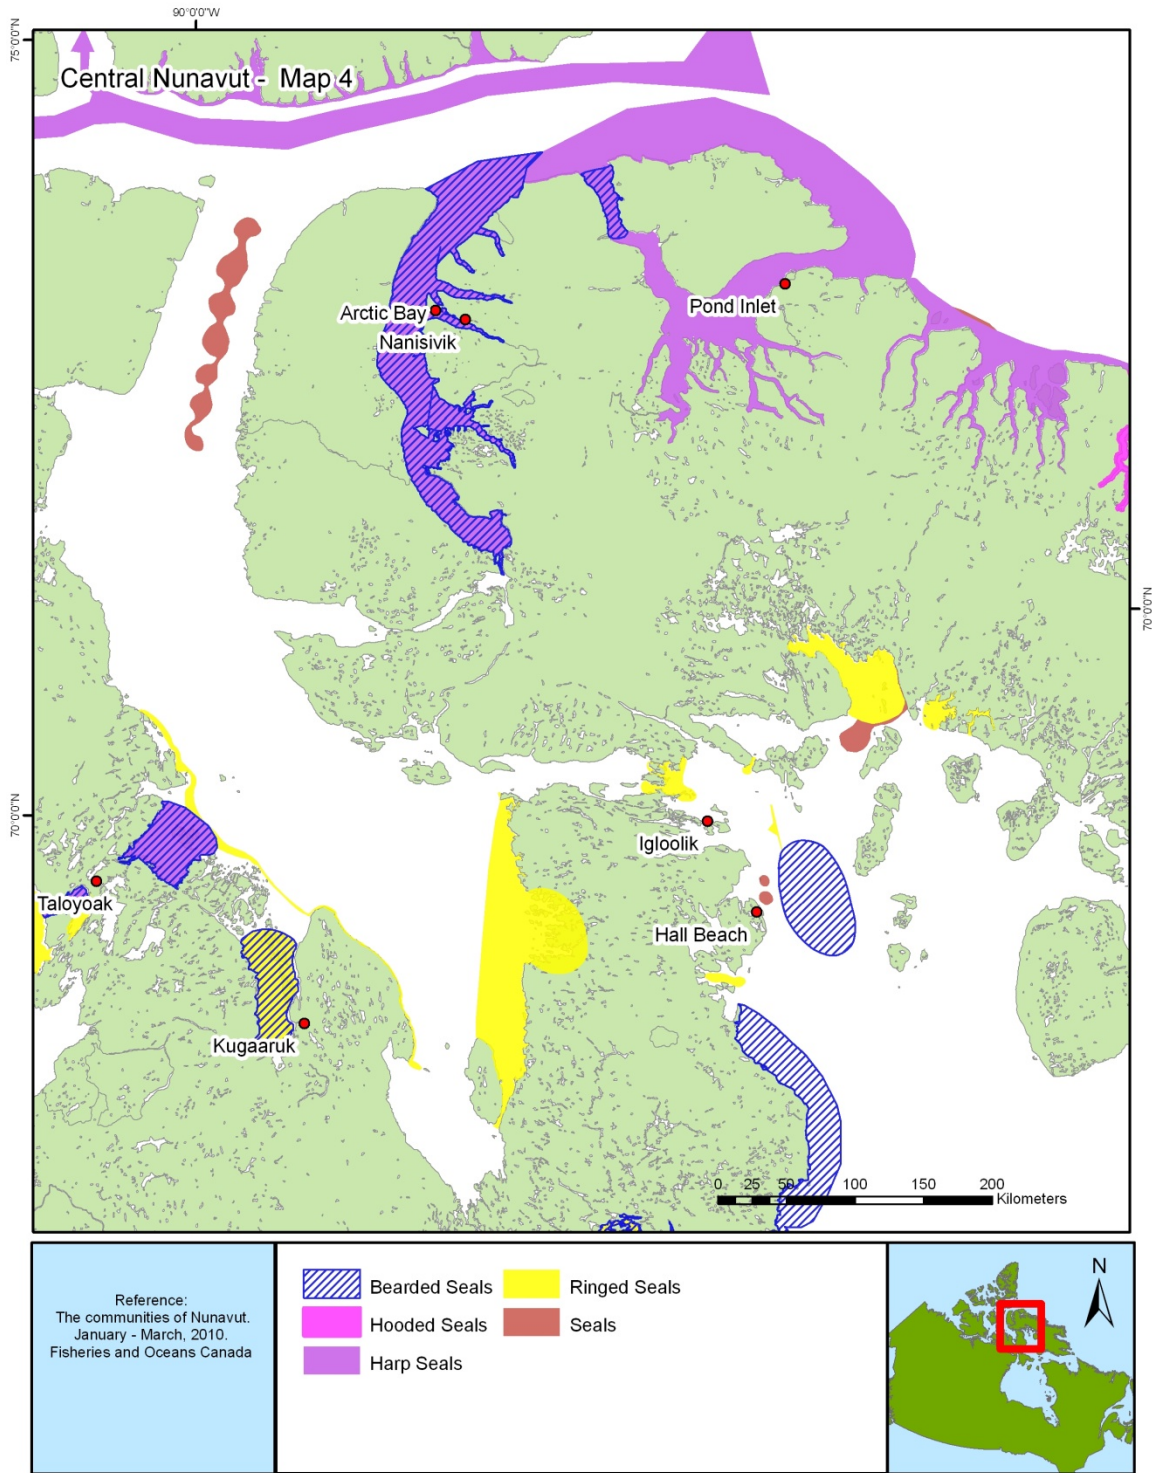 90°0'0"W
75°0'0"N
Central Nunavut - Map 4
Arctic Bay
Nanisivik
Pond Inlet
70°0'0"N
70°0'0"N
Igloolik
Taloyoak
Hall Beach
Kugaaruk
0 25 50 100 150 200
Kilometers
Reference:
The communities of Nunavut.
January - March, 2010.
Fisheries and Oceans Canada
Bearded Seals
Hooded Seals
Harp Seals
Ringed Seals
Seals
N